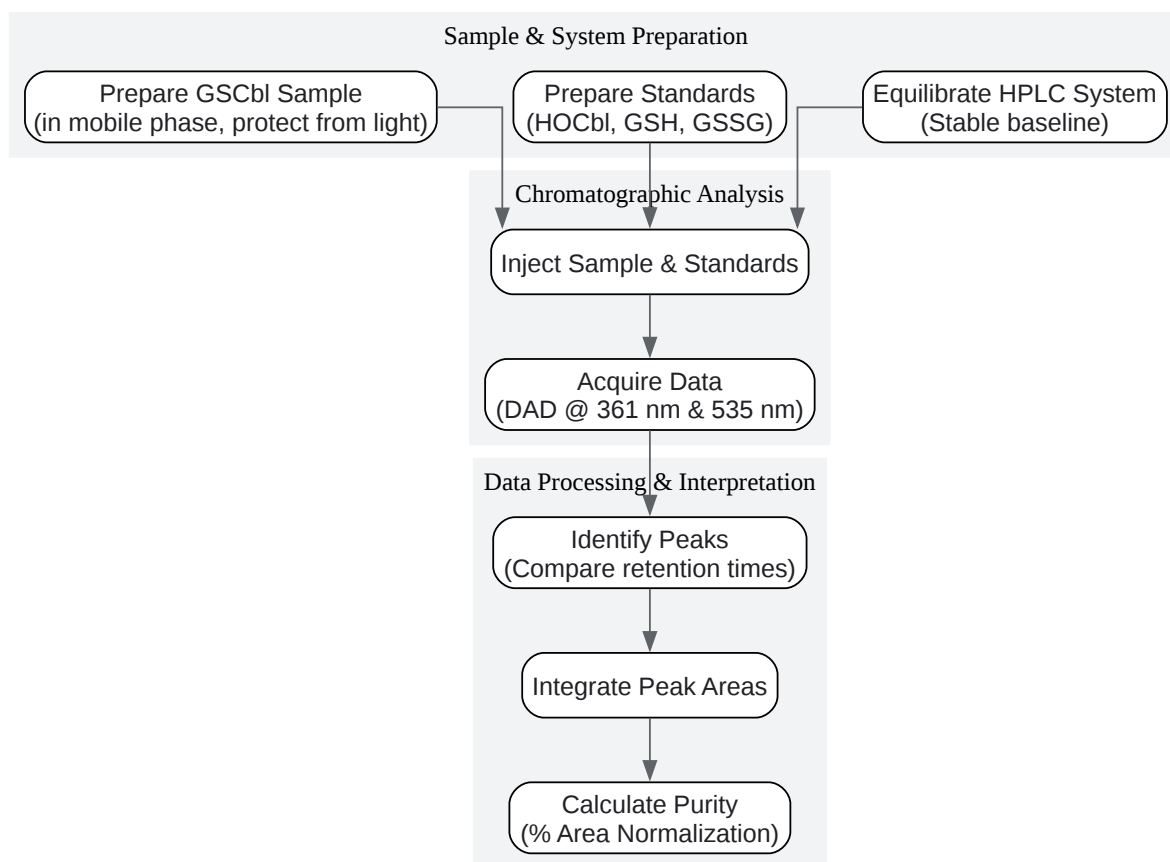 Sample & System Preparation
Prepare GSCbl Sample
(in mobile phase, protect from light)
Prepare Standards
(HOCbl, GSH, GSSG)
Equilibrate HPLC System
(Stable baseline)
Chromatographic Analysis
Inject Sample & Standards
Acquire Data
(DAD @ 361 nm & 535 nm)
Data Processing & Interpretation
Identify Peaks
(Compare retention times)
Integrate Peak Areas
Calculate Purity
(% Area Normalization)